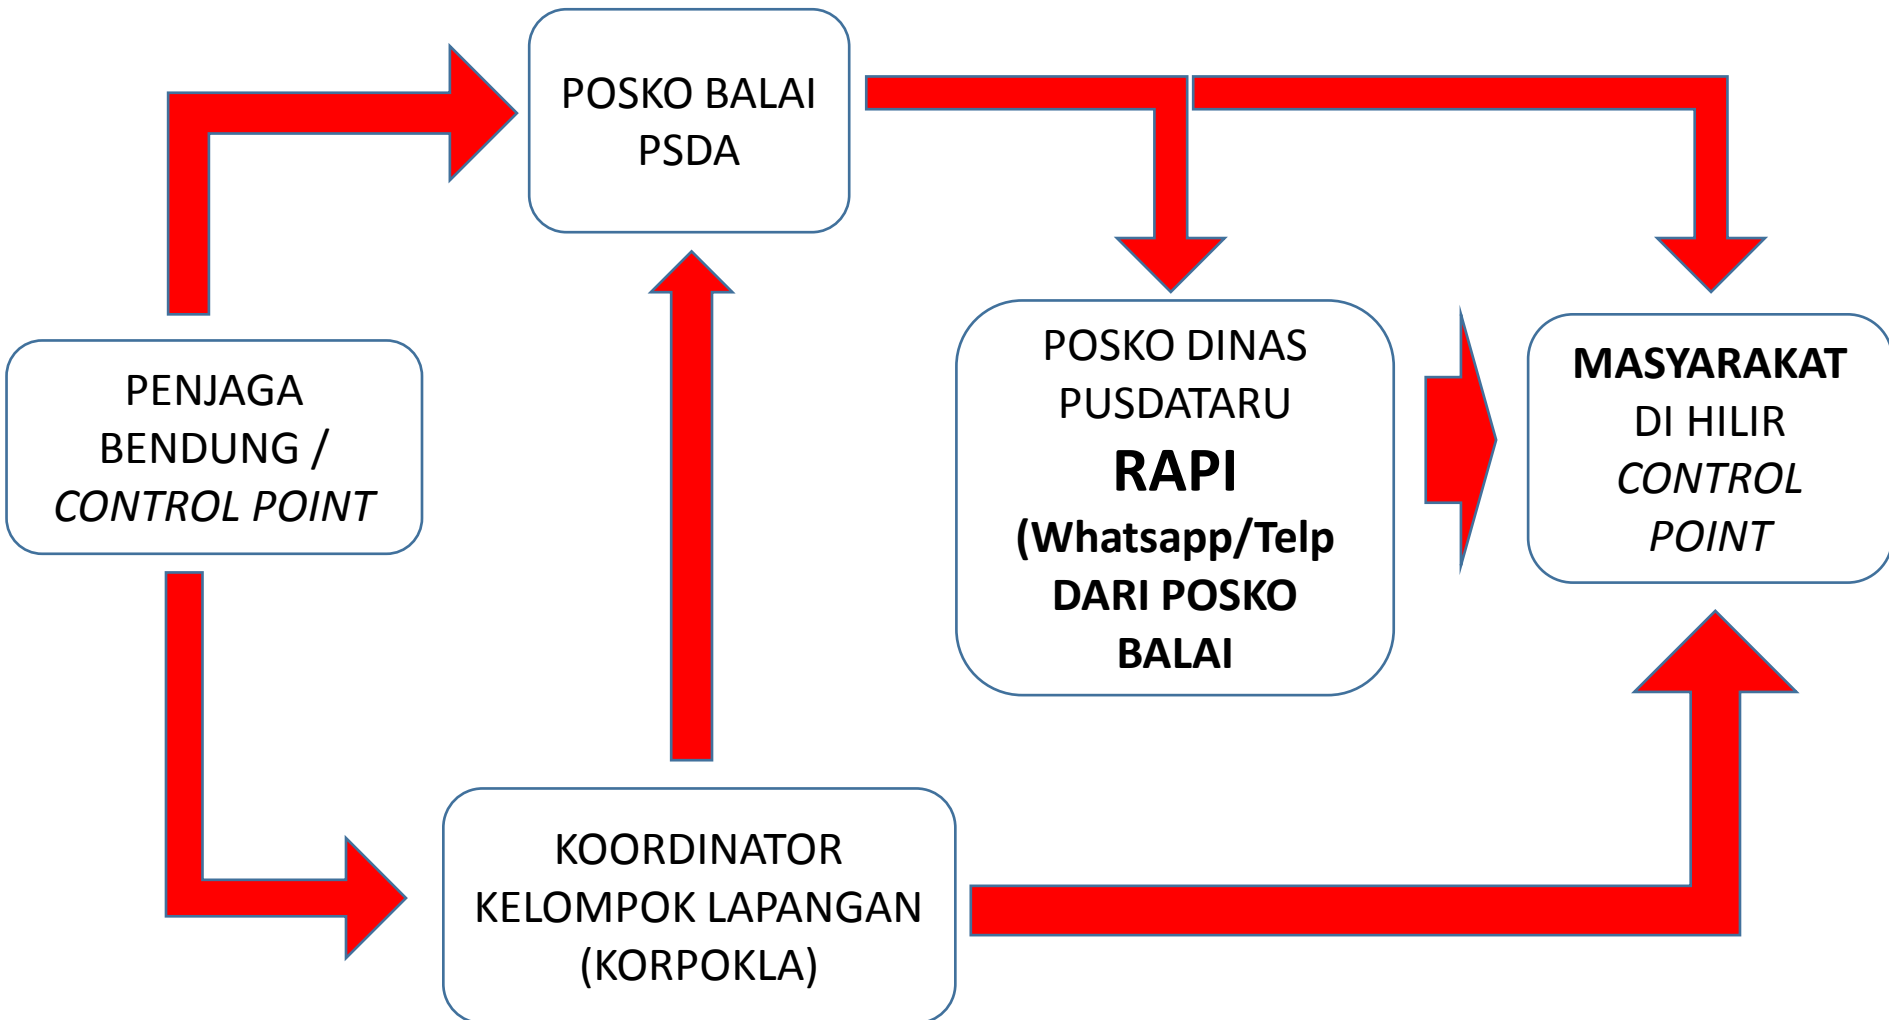 POSKO BALAI
PSDA
PENJAGA
BENDUNG /
CONTROL POINT
POSKO DINAS
PUSDATARU
RAPI
(Whatsapp/Telp
DARI POSKO
BALAI
MASYARAKAT
DI HILIR
CONTROL
POINT
KOORDINATOR
KELOMPOK LAPANGAN
(KORPOKLA)